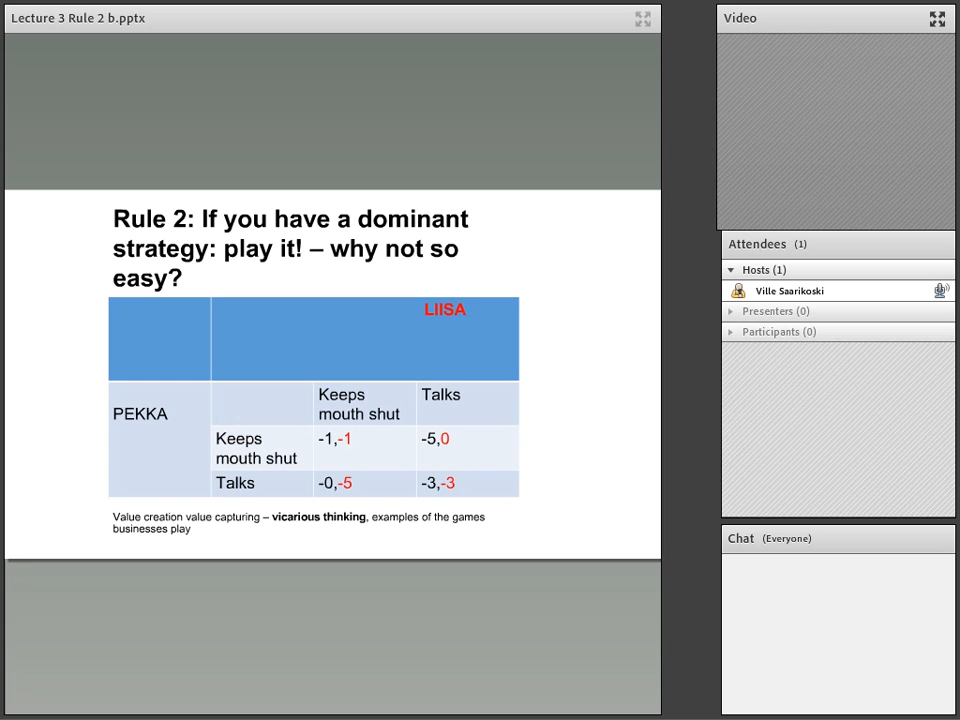 Lecture 3 Rule 2 b.pptx
Rule 2: If you have a dominant
strategy: play it! – why not so
easy?
LIISA
PEKKA
Keeps
mouth shut
Talks
Keeps
mouth shut
-1,-1
-5,0
Talks
-0,-5
-3,-3
Value creation value capturing – vicarious thinking, examples of the games
businesses play
Video
Attendees (1)
Hosts (1)
Ville Saarikoski
Presenters (0)
Participants (0)
Chat (Everyone)